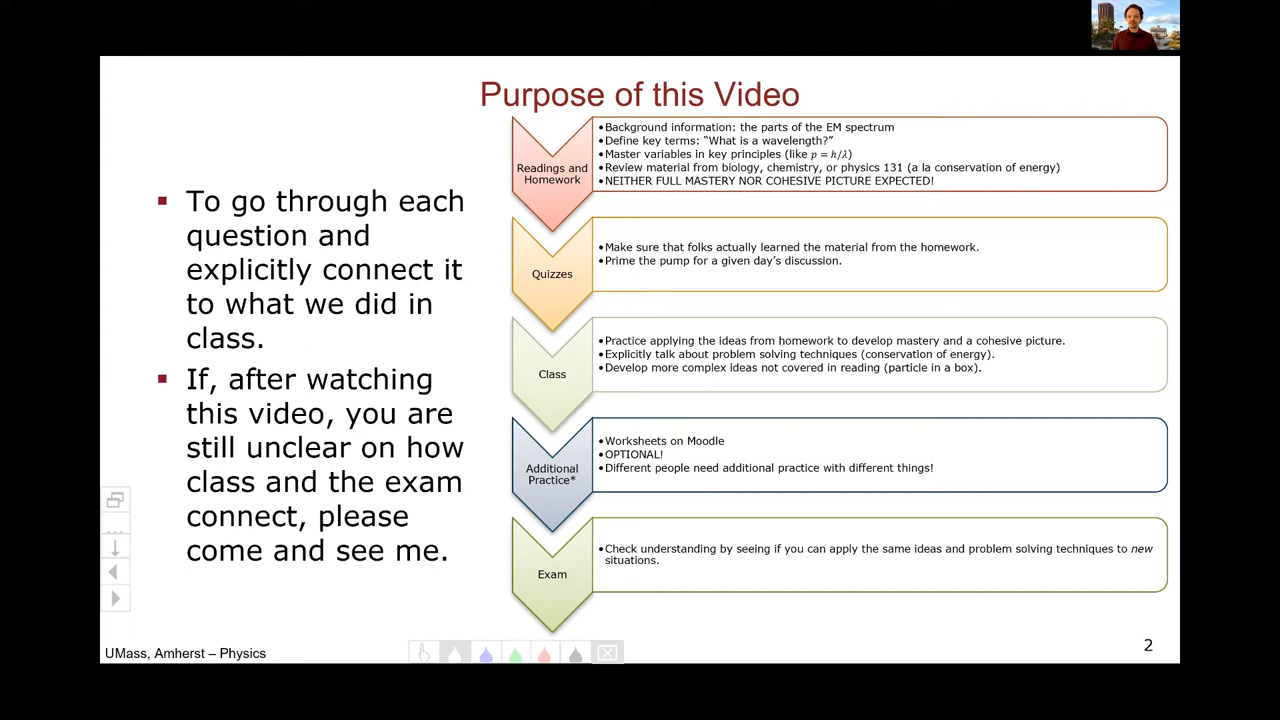 Purpose of this Video
▪ To go through each
question and
explicitly connect it
to what we did in
class.
▪ If, after watching
this video, you are
still unclear on how
class and the exam
connect, please
come and see me.
Readings and
Homework
•Background information: the parts of the EM spectrum
•Define key terms: “What is a wavelength?”
•Master variables in key principles (like p = h/λ)
•Review material from biology, chemistry, or physics 131 (a la conservation of energy)
•NEITHER FULL MASTERY NOR COHESIVE PICTURE EXPECTED!
Quizzes
•Make sure that folks actually learned the material from the homework.
•Prime the pump for a given day’s discussion.
Class
•Practice applying the ideas from homework to develop mastery and a cohesive picture.
•Explicitly talk about problem solving techniques (conservation of energy).
•Develop more complex ideas not covered in reading (particle in a box).
Additional
Practice*
•Worksheets on Moodle
•OPTIONAL!
•Different people need additional practice with different things!
Exam
•Check understanding by seeing if you can apply the same ideas and problem solving techniques to new
situations.
UMass, Amherst – Physics
2